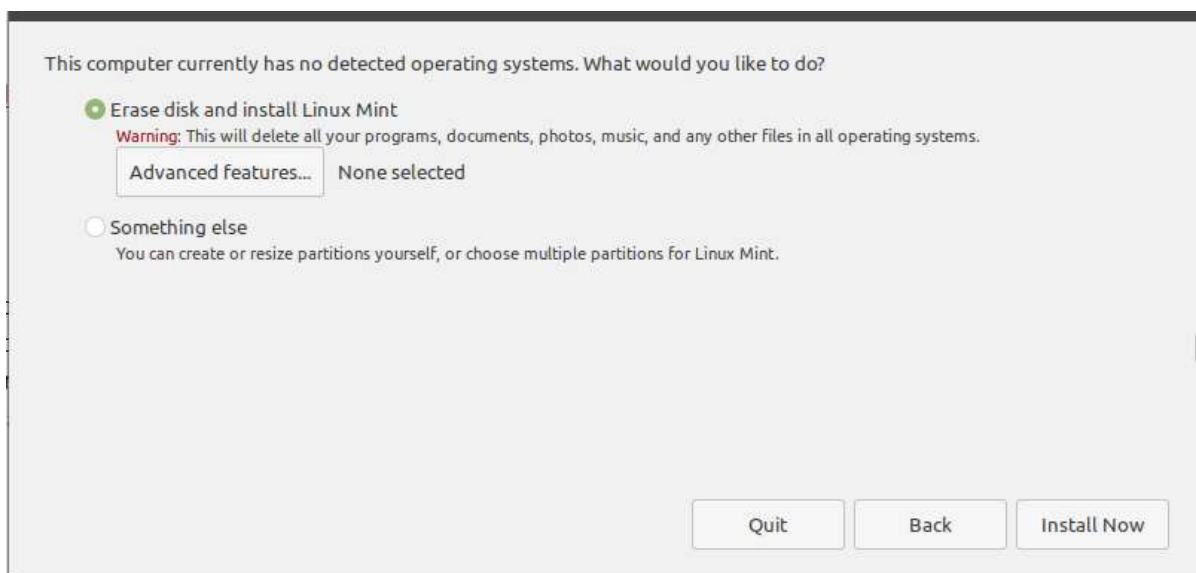 This computer currently has no detected operating systems. What would you like to do?
Erase disk and install Linux Mint
Warning: This will delete all your programs, documents, photos, music, and any other files in all operating systems.
Advanced features... None selected
Something else
You can create or resize partitions yourself, or choose multiple partitions for Linux Mint.
Quit Back Install Now